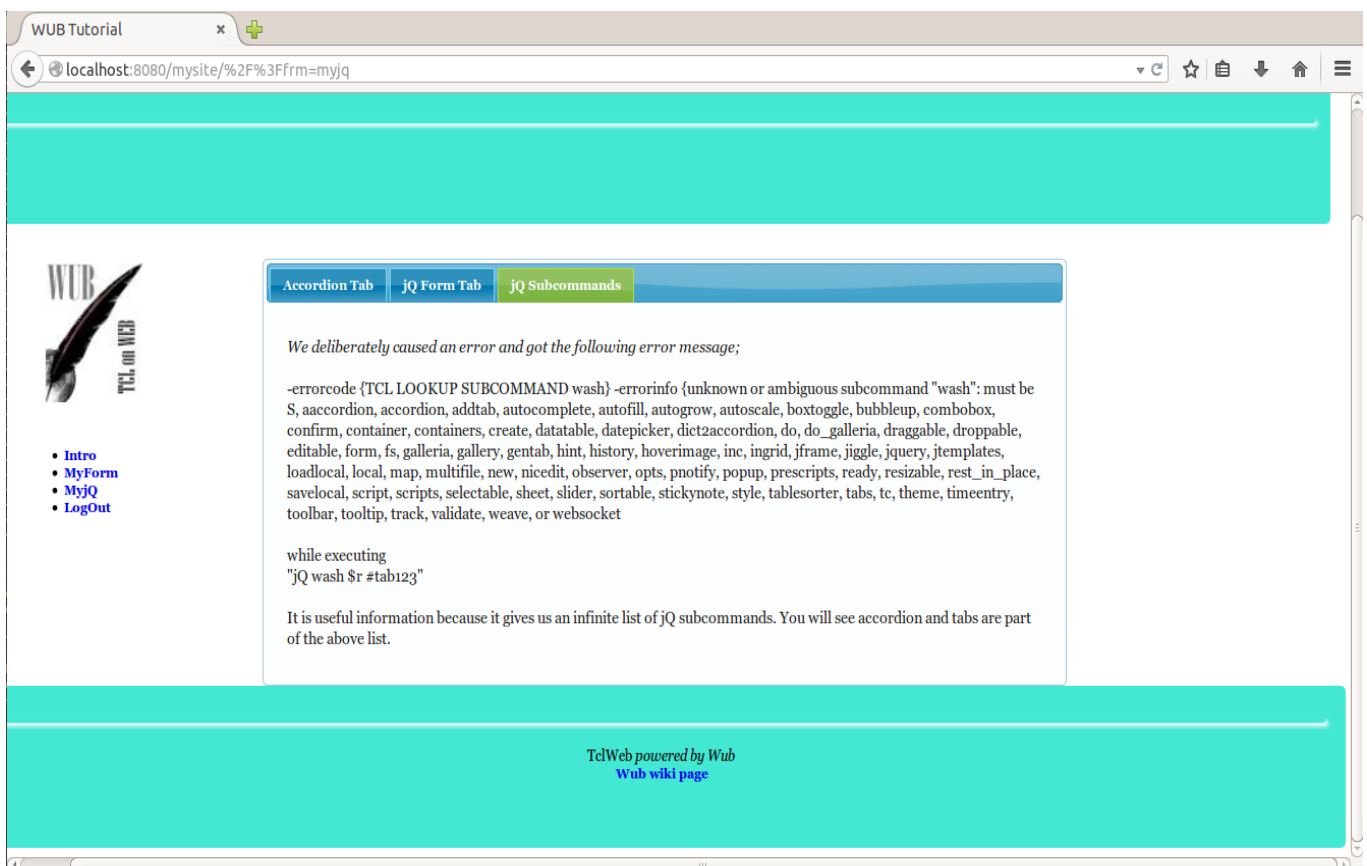 WUB Tutorial
localhost:8080/mysite/%2F%3Ffrm=myjq
WUB
TCL on WEB
Intro
MyForm
MyjQ
LogOut
Accordion Tab jQ Form Tab jQ Subcommands
We deliberately caused an error and got the following error message;
-errorcode {TCL LOOKUP SUBCOMMAND wash} -errorinfo {unknown or ambiguous subcommand "wash": must be
S, aaccordion, accordion, addtab, autocomplete, autofill, autogrow, autoscale, boxtoggle, bubbleup, combobox,
confirm, container, containers, create, datatable, datepicker, dict2accordion, do, do_galleria, draggable, droppable,
editable, form, fs, galleria, gallery, gentab, hint, history, hoverimage, inc, ingrid, jframe, jiggle, jquery, jtemplates,
loadlocal, local, map, multifile, new, nicedit, observer, opts, pnotify, popup, prescripts, ready, resizable, rest_in_place,
savelocal, script, scripts, selectable, sheet, slider, sortable, stickynote, style, tablesorter, tabs, tc, theme, timeentry,
toolbar, tooltip, track, validate, weave, or websocket
while executing
"jQ wash $r #tab123"
It is useful information because it gives us an infinite list of jQ subcommands. You will see accordion and tabs are part
of the above list.
TclWeb powered by Wub
Wub wiki page